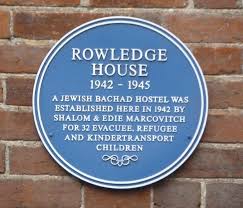 ROWLEDGE
HOUSE
1942 - 1945
A JEWISH BACHAD HOSTEL WAS
ESTABLISHED HERE IN 1942 BY
SHALOM & EDIE MARCOVITCH
FOR 32 EVACUEE, REFUGEE
AND KINDERTRANSPORT
CHILDREN